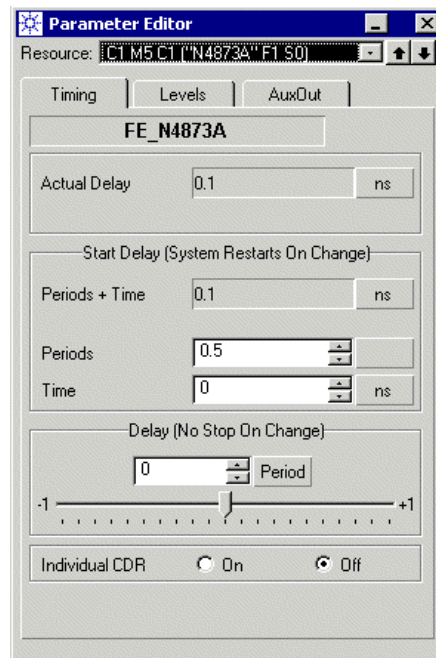 Parameter Editor
Resource: C1 M5 C1 ("N4873A" F1 S0)
Timing Levels AuxOut
FE_N4873A
Actual Delay 0.1 ns
Start Delay (System Restarts On Change)
Periods + Time 0.1 ns
Periods 0.5
Time 0 ns
Delay (No Stop On Change)
0 Period
-1 +1
Individual CDR On Off